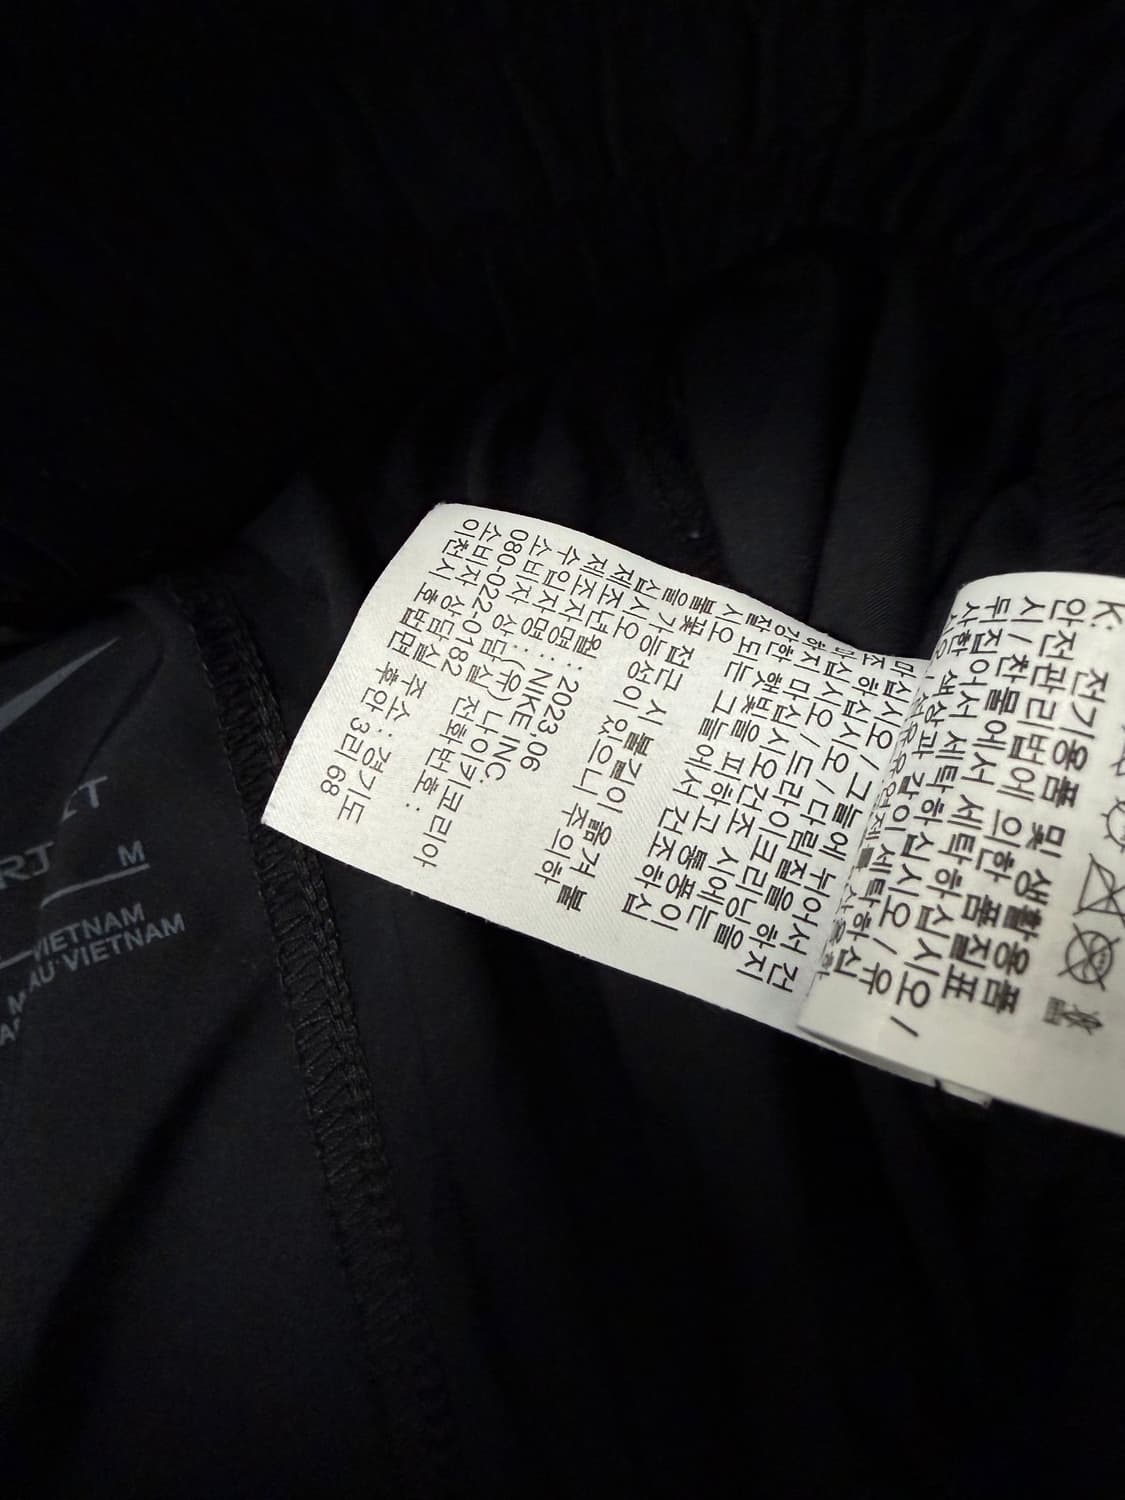 K: 전기용품 및 생활용품
안전관리법에 의한 품질표
시 / 찬물에서 세탁하십시오 /
뒤집어서 세탁하십시오 / 유
사한 색상과 같이
마십시오 / 그늘에 뉘어서 건
조하십시오 / 다림질을 하지
마십시오 / 드라이크리닝을
하지 마십시오 건조 시에는
강한 햇빛을 피하고 통풍이
잘 되는 그늘에서 건조하십
시오
불꽃 접근 시 불길이 옮겨 붙
을 가능성이 있으니 주의하
십시오
제조년월 : 2023 06
제조자명 : NIKE INC
수입자명 : (유) 나이키코리아
소비자 상담실 전화번호 :
080-022-0182
소비자 상담실 주소 : 경기도
이천시 호법면 후안 3리 68
M
VIETNAM
AU VIETNAM